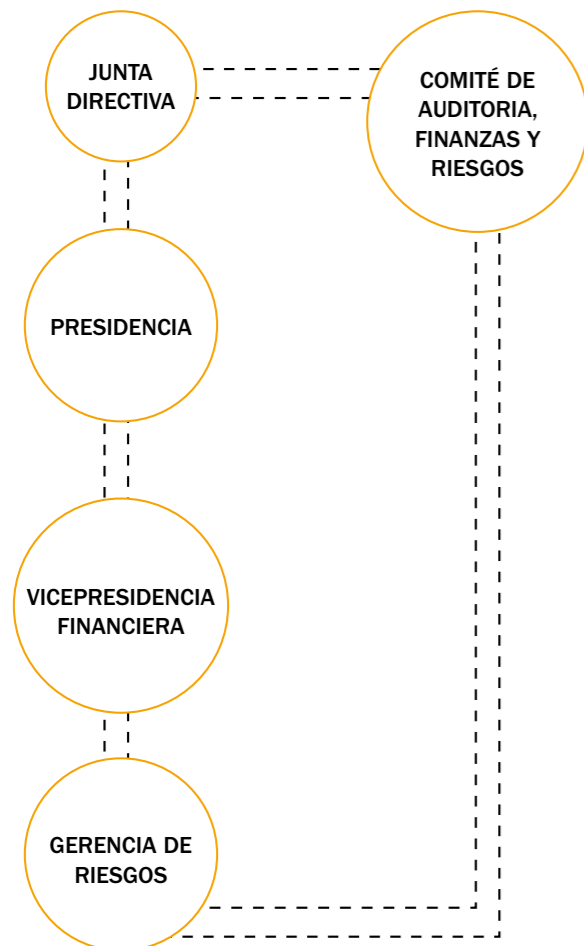 JUNTA
DIRECTIVA
COMITÉ DE
AUDITORIA,
FINANZAS Y
RIESGOS
PRESIDENCIA
VICEPRESIDENCIA
FINANCIERA
GERENCIA DE
RIESGOS